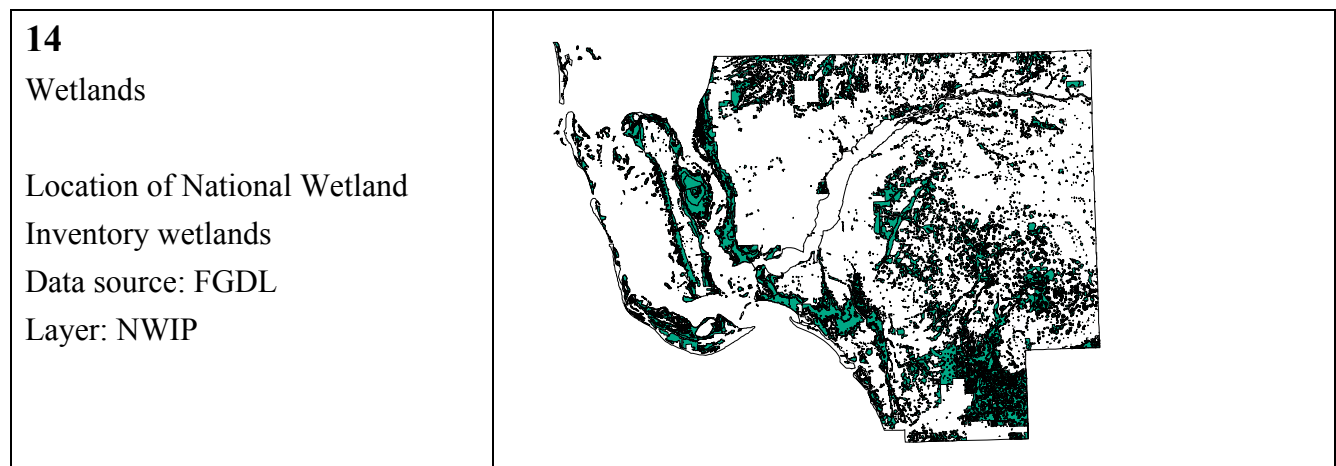 14
Wetlands
Location of National Wetland
Inventory wetlands
Data source: FGDL
Layer: NWIP